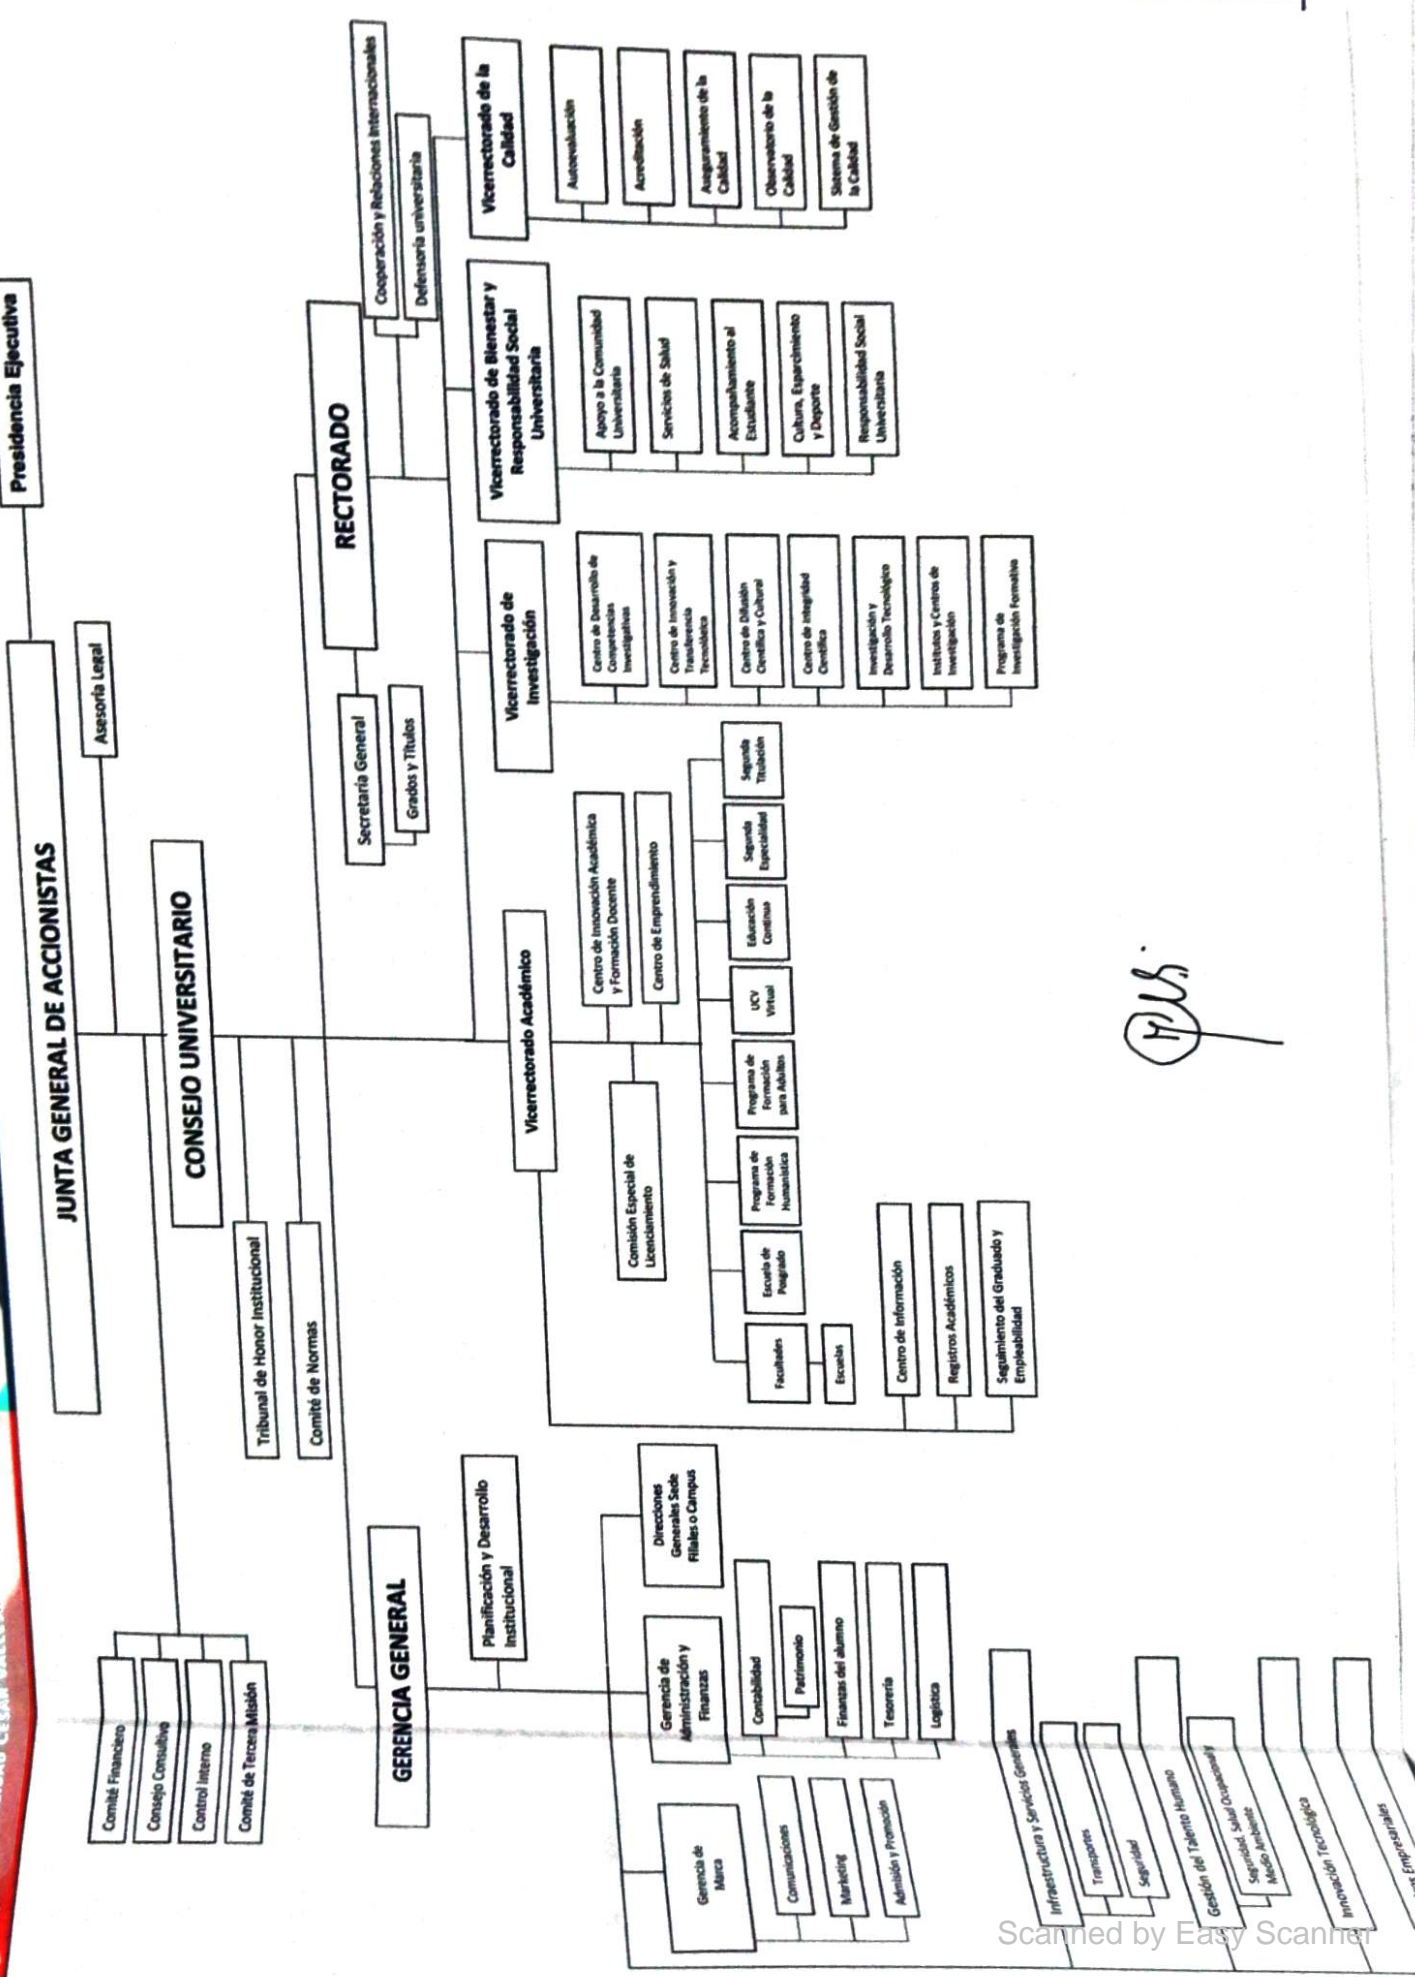 Presidencia Ejecutiva
JUNTA GENERAL DE ACCIONISTAS
Asesoría Legal
Comité Financiero
Consejo Consultivo
Control Interno
Comité de Tercera Misión
CONSEJO UNIVERSITARIO
Tribunal de Honor Institucional
Comité de Normas
RECTORADO
Secretaría General
Grados y Títulos
Cooperación y Relaciones Internacionales
Defensoría universitaria
GERENCIA GENERAL
Planificación y Desarrollo
Institucional
Vicerrectorado Académico
Centro de Innovación Académica
y Formación Docente
Centro de Emprendimiento
Comisión Especial de
Licenciamiento
Facultades
Escuelas
Escuela de
Posgrado
Programa de
Formación
Humanística
Programa de
Formación
para Adultos
UCV
Virtual
Educación
Continua
Segunda
Especialidad
Segunda
Titulación
Centro de Información
Registros Académicos
Seguimiento del Graduado y
Empleabilidad
Vicerrectorado de
Investigación
Centro de Desarrollo de
Competencias
Investigativas
Centro de Innovación y
Transferencia
Tecnológica
Centro de Difusión
Científica y Cultural
Centro de Integridad
Científica
Investigación y
Desarrollo Tecnológico
Institutos y Centros de
Investigación
Programa de
Investigación Formativa
Vicerrectorado de Bienestar y
Responsabilidad Social
Universitaria
Apoyo a la Comunidad
Universitaria
Servicios de Salud
Acompañamiento al
Estudiante
Cultura, Esparcimiento
y Deporte
Responsabilidad Social
Universitaria
Vicerrectorado de la
Calidad
Autoevaluación
Acreditación
Aseguramiento de la
Calidad
Observatorio de la
Calidad
Sistema de Gestión de
la Calidad
Gerencia de
Marca
Comunicaciones
Marketing
Admisión y Promoción
Gerencia de
Administración y
Finanzas
Contabilidad
Patrimonio
Finanzas del alumno
Tesorería
Logística
Direcciones
Generales Sede
Filiales o Campus
Infraestructura y Servicios Generales
Transportes
Seguridad
Gestión del Talento Humano
Seguridad, Salud Ocupacional y
Medio Ambiente
Innovación Tecnológica
Empresariales
Scanned by Easy Scanner